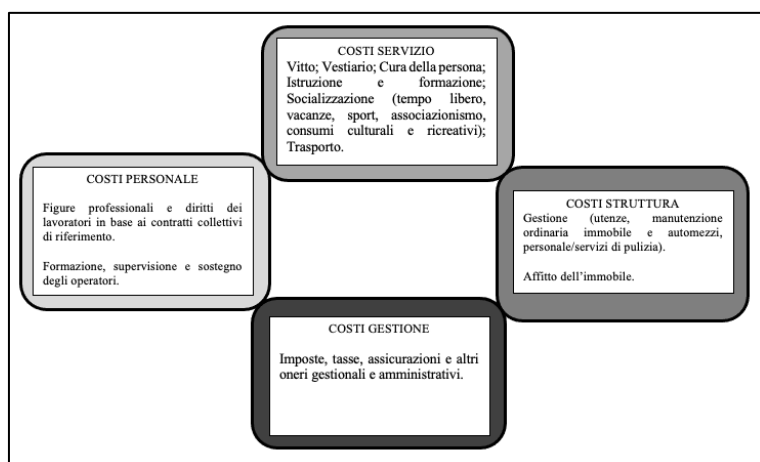 COSTI SERVIZIO
Vitto; Vestiario; Cura della persona;
Istruzione e formazione;
Socializzazione (tempo libero,
vacanze, sport, associazionismo,
consumi culturali e ricreativi);
Trasporto.
COSTI PERSONALE
Figure professionali e diritti dei
lavoratori in base ai contratti collettivi
di riferimento.
Formazione, supervisione e sostegno
degli operatori.
COSTI STRUTTURA
Gestione (utenze, manutenzione
ordinaria immobile e automezzi,
personale/servizi di pulizia).
Affitto dell'immobile.
COSTI GESTIONE
Imposte, tasse, assicurazioni e altri
oneri gestionali e amministrativi.